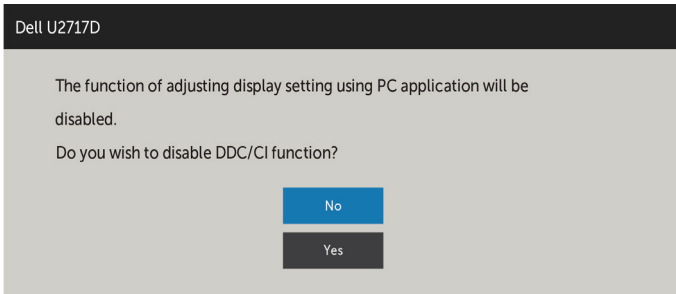 Dell U2717D
The function of adjusting display setting using PC application will be
disabled.
Do you wish to disable DDC/CI function?
No
Yes